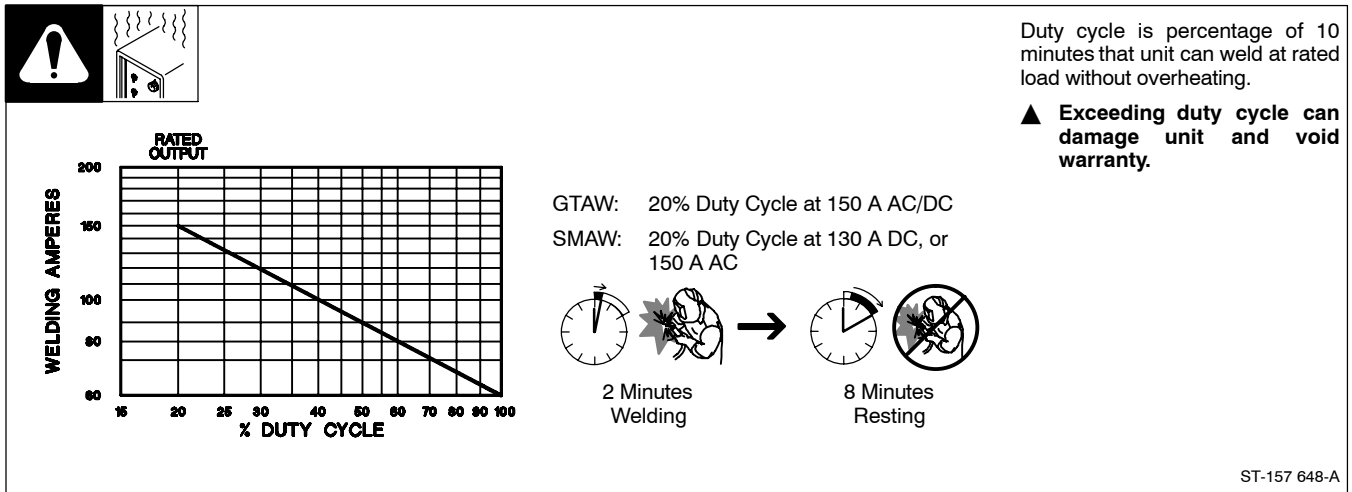 Duty cycle is percentage of 10
minutes that unit can weld at rated
load without overheating.
▲ Exceeding duty cycle can
damage unit and void
warranty.
RATED
OUTPUT
WELDING AMPERES
200
150
100
80
60
15 20 25 30 40 50 60 70 80 90 100
% DUTY CYCLE
GTAW: 20% Duty Cycle at 150 A AC/DC
SMAW: 20% Duty Cycle at 130 A DC, or
150 A AC
2 Minutes
Welding
8 Minutes
Resting
ST-157 648-A